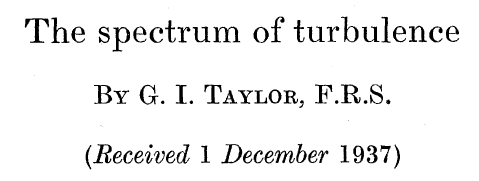 The spectrum of turbulence
By G. I. Taylor, F.R.S.
(Received 1 December 1937)